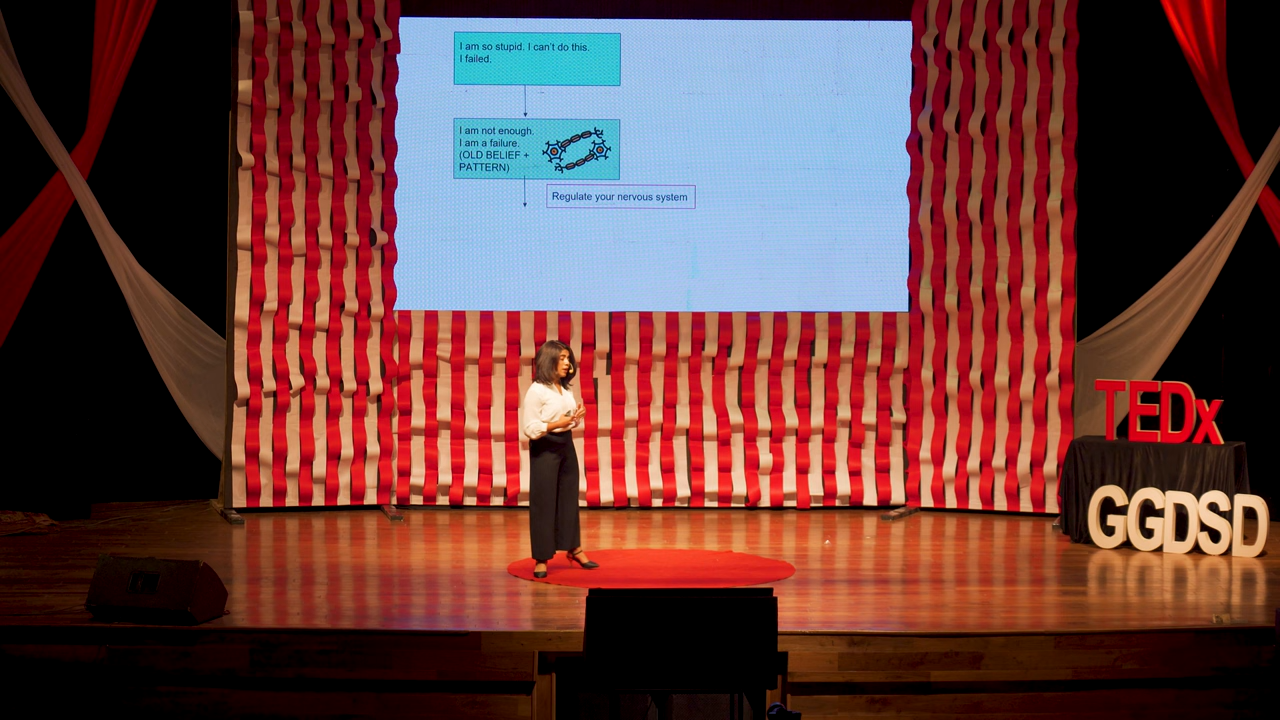 I am so stupid. I can't do this.
I failed.
I am not enough.
I am a failure.
(OLD BELIEF +
PATTERN)
Regulate your nervous system
TEDx
GGDSD